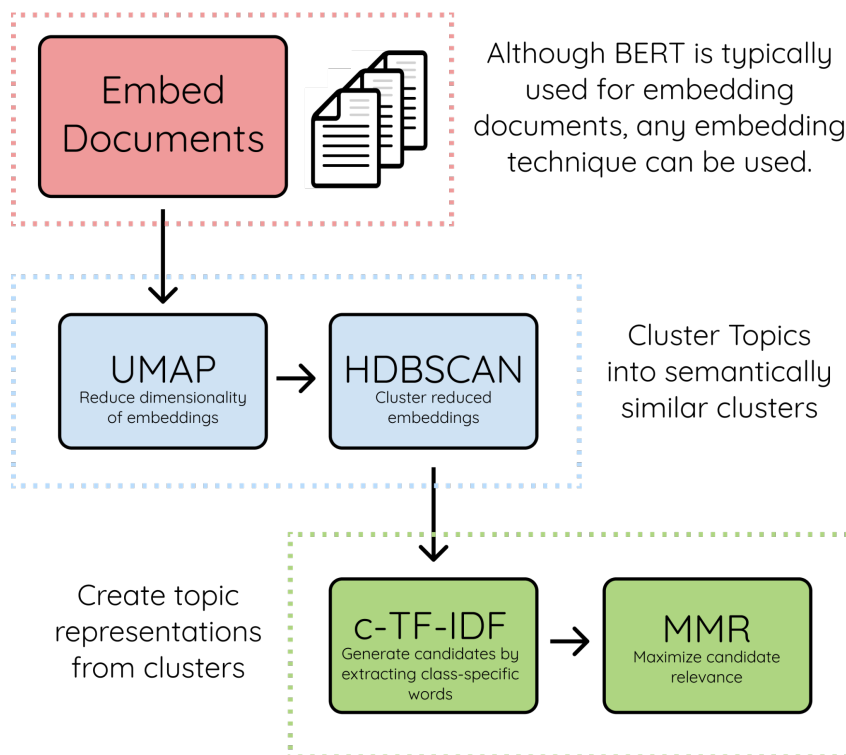 Embed
Documents
Although BERT is typically
used for embedding
documents, any embedding
technique can be used.
UMAP
Reduce dimensionality
of embeddings
HDBSCAN
Cluster reduced
embeddings
Cluster Topics
into semantically
similar clusters
Create topic
representations
from clusters
c-TF-IDF
Generate candidates by
extracting class-specific
words
MMR
Maximize candidate
relevance